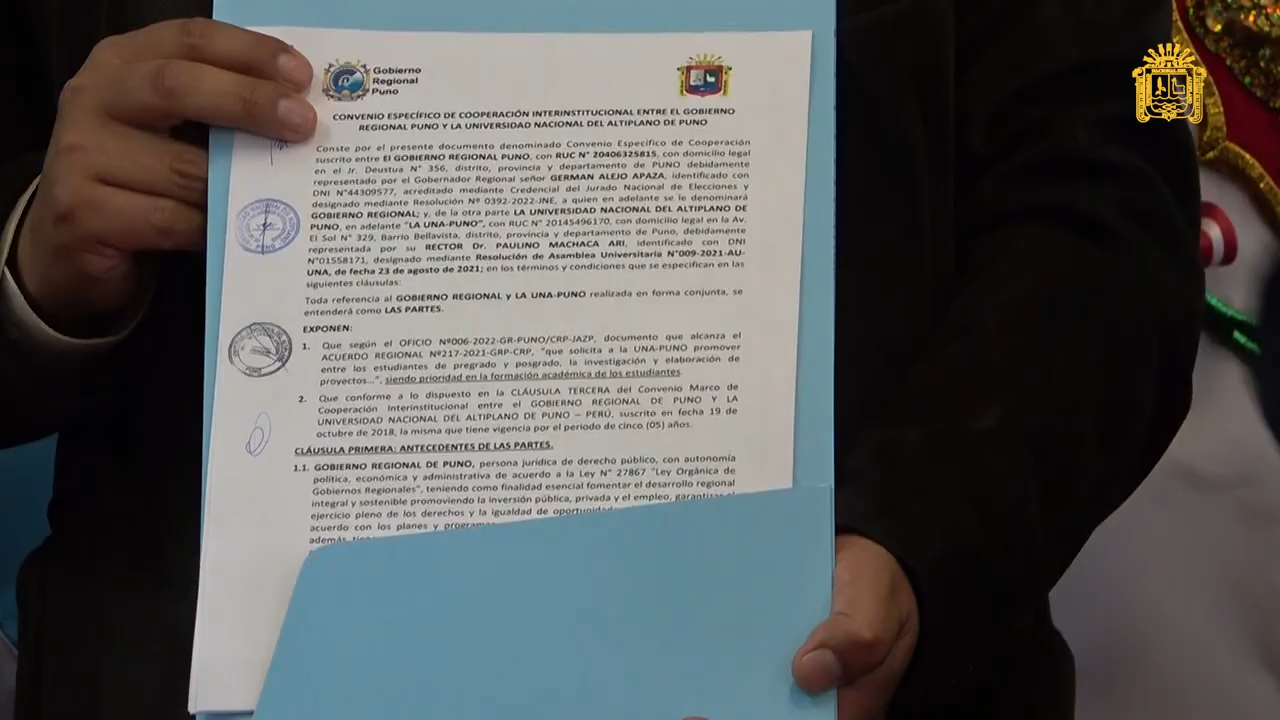 Gobierno
Regional
Puno
CONVENIO ESPECÍFICO DE COOPERACIÓN INTERINSTITUCIONAL ENTRE EL GOBIERNO
REGIONAL PUNO Y LA UNIVERSIDAD NACIONAL DEL ALTIPLANO DE PUNO
Conste por el presente documento denominado Convenio Específico de Cooperación
suscrito entre El GOBIERNO REGIONAL PUNO, con RUC N° 20406325815, con domicilio legal
en el Jr. Deustua N° 356, distrito, provincia y departamento de PUNO debidamente
representado por el Gobernador Regional señor GERMAN ALEJO APAZA, identificado con
DNI N°44309577, acreditado mediante Credencial del Jurado Nacional de Elecciones y
designado mediante Resolución Nº 0392-2022-JNE, a quien en adelante se le denominará
GOBIERNO REGIONAL; y, de la otra parte LA UNIVERSIDAD NACIONAL DEL ALTIPLANO DE
PUNO, en adelante "LA UNA-PUNO", con RUC N° 20145496170, con domicilio legal en la Av.
El Sol N° 329, Barrio Bellavista, distrito, provincia y departamento de Puno, debidamente
representada por su RECTOR Dr. PAULINO MACHACA ARI, identificado con DNI
N°01558171, designado mediante Resolución de Asamblea Universitaria N°009-2021-AU-
UNA, de fecha 23 de agosto de 2021; en los términos y condiciones que se especifican en las
siguientes cláusulas:
Toda referencia al GOBIERNO REGIONAL y LA UNA-PUNO realizada en forma conjunta, se
entenderá como LAS PARTES.
EXPONEN:
1. Que según el OFICIO Nº006-2022-GR-PUNO/CRP-JAZP, documento que alcanza el
ACUERDO REGIONAL Nº217-2021-GRP-CRP, "que solicita a la UNA-PUNO promover
entre los estudiantes de pregrado y posgrado, la investigación y elaboración de
proyectos...", siendo prioridad en la formación académica de los estudiantes.
2. Que conforme a lo dispuesto en la CLÁUSULA TERCERA del Convenio Marco de
Cooperación Interinstitucional entre el GOBIERNO REGIONAL DE PUNO Y LA
UNIVERSIDAD NACIONAL DEL ALTIPLANO DE PUNO – PERÚ, suscrito en fecha 19 de
octubre de 2018, la misma que tiene vigencia por el periodo de cinco (05) años.
CLÁUSULA PRIMERA: ANTECEDENTES DE LAS PARTES.
1.1. GOBIERNO REGIONAL DE PUNO, persona jurídica de derecho público, con autonomía
política, económica y administrativa de acuerdo a la Ley N° 27867 "Ley Orgánica de
Gobiernos Regionales", teniendo como finalidad esencial fomentar el desarrollo regional
integral y sostenible promoviendo la inversión pública, privada y el empleo, garantizar el
ejercicio pleno de los derechos y la igualdad de
acuerdo con los planes y
además